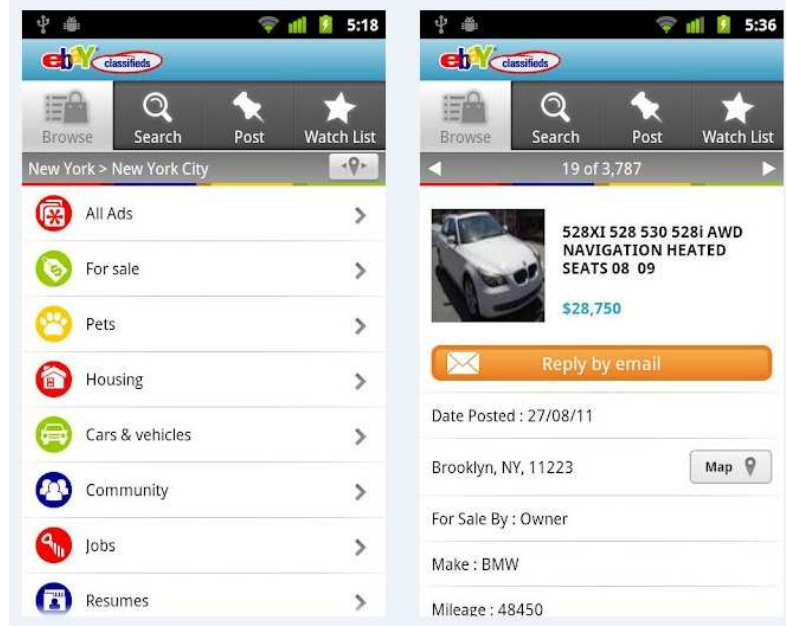 5:18
ebY classifieds
Browse Search Post Watch List
New York > New York City
All Ads
For sale
Pets
Housing
Cars & vehicles
Community
Jobs
Resumes
5:36
ebY classifieds
Browse Search Post Watch List
19 of 3,787
528XI 528 530 528i AWD
NAVIGATION HEATED
SEATS 08 09
$28,750
Reply by email
Date Posted : 27/08/11
Brooklyn, NY, 11223
Map
For Sale By : Owner
Make : BMW
Mileage : 48450